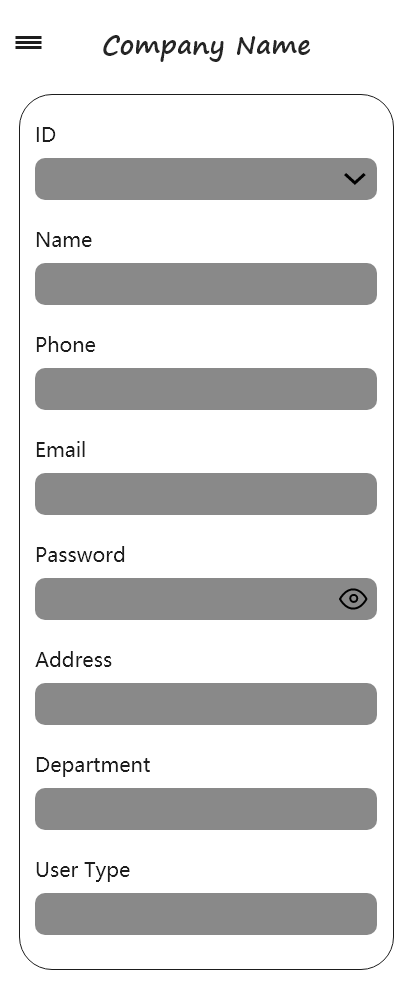 Company Name
ID
Name
Phone
Email
Password
Address
Department
User Type